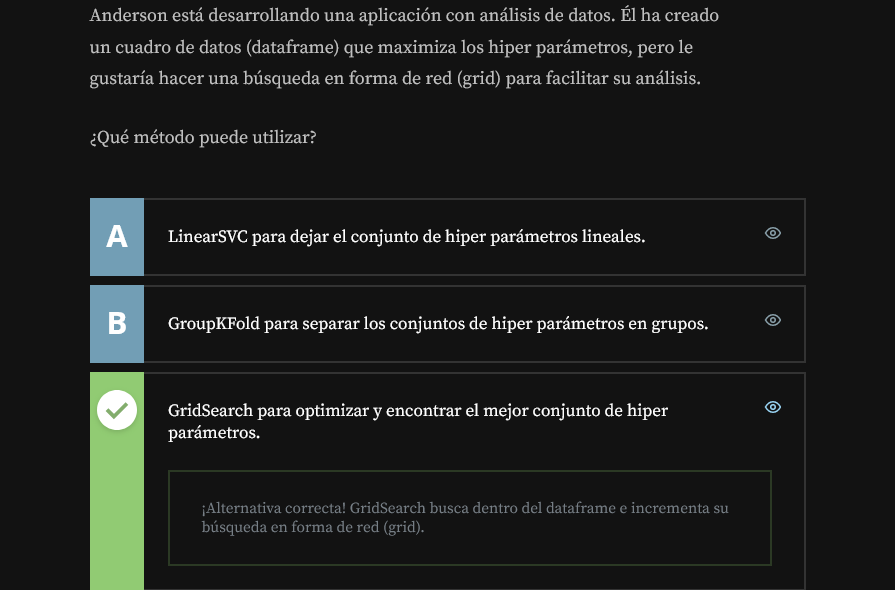 Anderson está desarrollando una aplicación con análisis de datos. Él ha creado
un cuadro de datos (dataframe) que maximiza los hiper parámetros, pero le
gustaría hacer una búsqueda en forma de red (grid) para facilitar su análisis.
¿Qué método puede utilizar?
A
LinearSVC para dejar el conjunto de hiper parámetros lineales.
B
GroupKFold para separar los conjuntos de hiper parámetros en grupos.
GridSearch para optimizar y encontrar el mejor conjunto de hiper
parámetros.
¡Alternativa correcta! GridSearch busca dentro del dataframe e incrementa su
búsqueda en forma de red (grid).